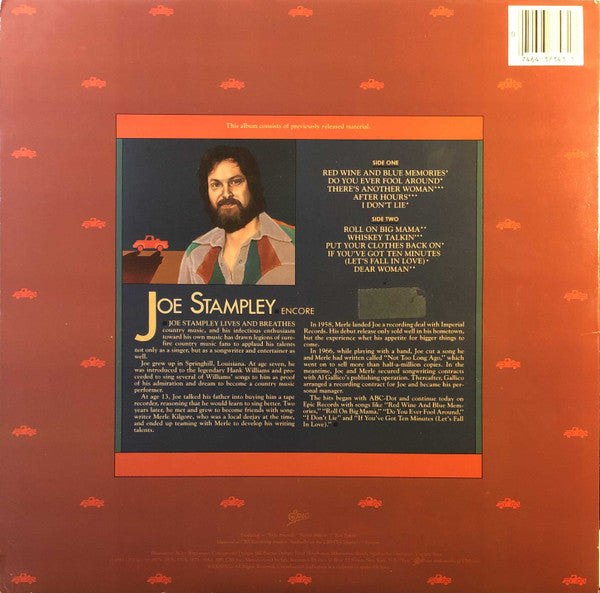 This album consists of previously released material.
SIDE ONE
RED WINE AND BLUE MEMORIES*
DO YOU EVER FOOL AROUND*
THERE'S ANOTHER WOMAN***
AFTER HOURS***
I DON'T LIE*
SIDE TWO
ROLL ON BIG MAMA**
WHISKEY TALKIN'***
PUT YOUR CLOTHES BACK ON*
IF YOU'VE GOT TEN MINUTES
(LET'S FALL IN LOVE)*
DEAR WOMAN**
JOE STAMPLEY ENCORE
JOE STAMPLEY LIVES AND BREATHES
country music, and his infectious enthusiasm
toward his own music has drawn legions of sure-
fire country music fans to applaud his talents
not only as a singer, but as a songwriter and entertainer as
well.
Joe grew up in Springhill, Louisiana. At age seven, he
was introduced to the legendary Hank Williams and pro-
ceeded to sing several of Williams' songs to him as proof
of his admiration and dream to become a country music
performer.
At age 13, Joe talked his father into buying him a tape
recorder, reasoning that he would learn to sing better. Two
years later, he met and grew to become friends with song-
writer Merle Kilgore, who was a local deejay at the time,
and ended up teaming with Merle to develop his writing
talents.
In 1958, Merle landed Joe a recording deal with Imperial
Records. His debut release only sold well in his hometown,
but the experience whet his appetite for bigger things to
come.
In 1966, while playing with a band, Joe cut a song he
and Merle had written called "Not Too Long Ago," which
went on to sell more than half-a-million copies. In the
meantime, Joe and Merle secured songwriting contracts
with Al Gallico's publishing operation. Thereafter, Gallico
arranged a recording contract for Joe and became his per-
sonal manager.
The hits began with ABC-Dot and continue today on
Epic Records with songs like "Red Wine And Blue Mem-
ories," "Roll On Big Mama," "Do You Ever Fool Around,"
"I Don't Lie" and "If You've Got Ten Minutes (Let's Fall
In Love)."
Epic